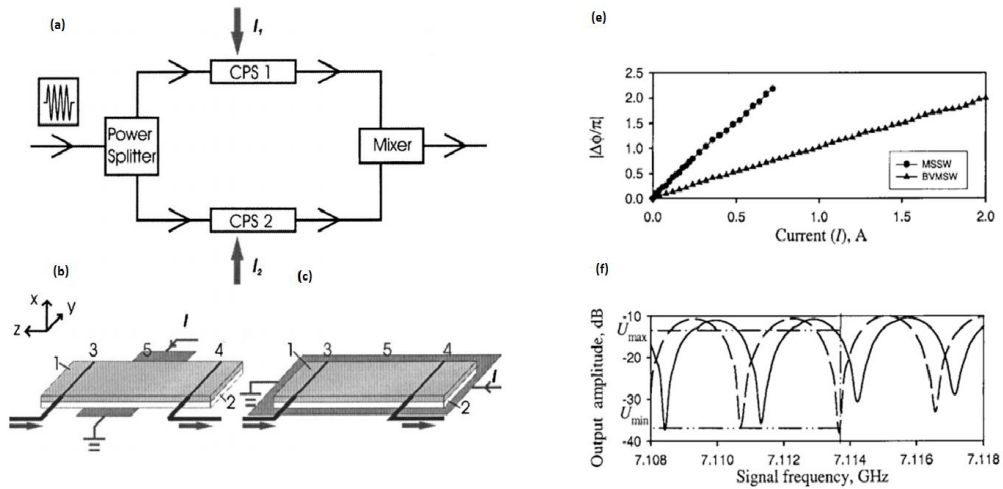 (a)
I₁
CPS 1
Power
Splitter
Mixer
CPS 2
I₂
(b)
(c)
x
y
z
I
1
3
5
4
2
1
3
5
4
I
2
(e)
2.5
2.0
1.5
1.0
0.5
0.0
|Δϕ/π|
MSSW
BVMSW
0.0
0.5
1.0
1.5
2.0
Current (I), A
(f)
Output amplitude, dB
-10
-20
-30
-40
Umax
Umin
7.108
7.110
7.112
7.114
7.116
7.118
Signal frequency, GHz